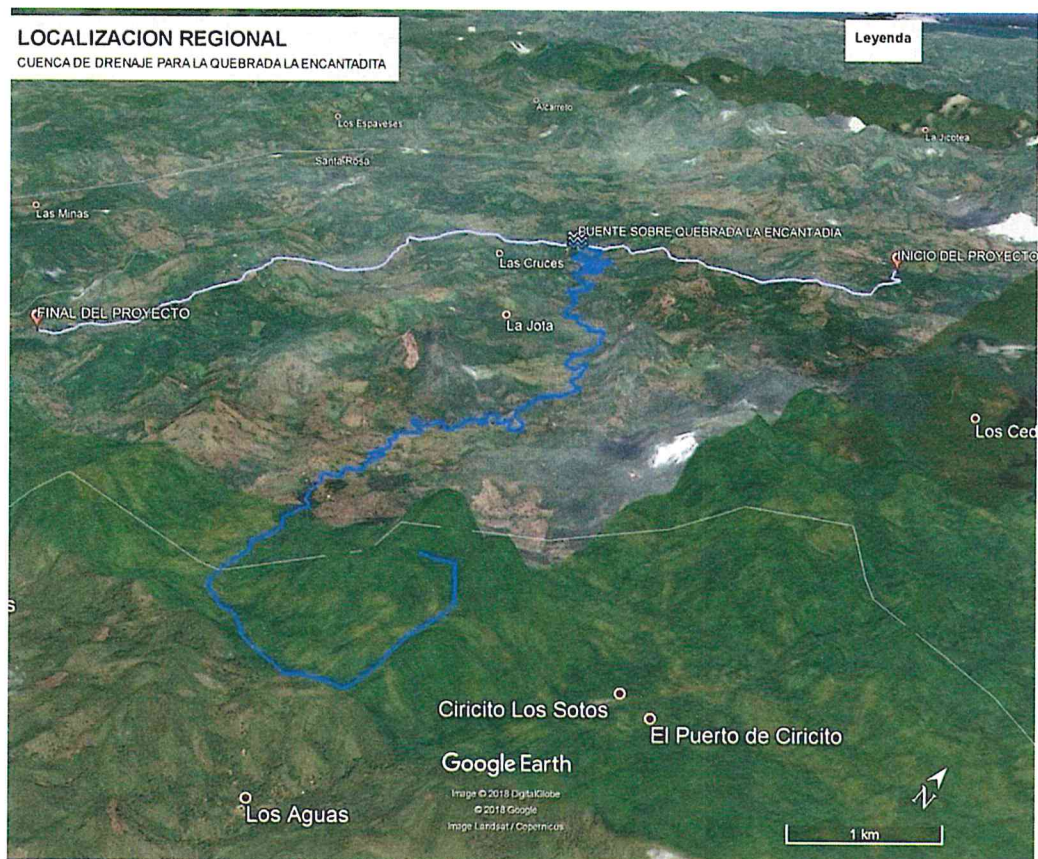 LOCALIZACION REGIONAL
CUENCA DE DRENAJE PARA LA QUEBRADA LA ENCANTADITA
Leyenda
Alcarreto
Los Espaveses
La Jicotea
Santa Rosa
Las Minas
PUENTE SOBRE QUEBRADA LA ENCANTADIA
Las Cruces
INICIO DEL PROYECTO
FINAL DEL PROYECTO
La Jota
Los Ced
s
Ciricito Los Sotos
El Puerto de Ciricito
Google Earth
Image © 2018 DigitalGlobe
© 2018 Google
Image Landsat / Copernicus
Los Aguas
N
1 km